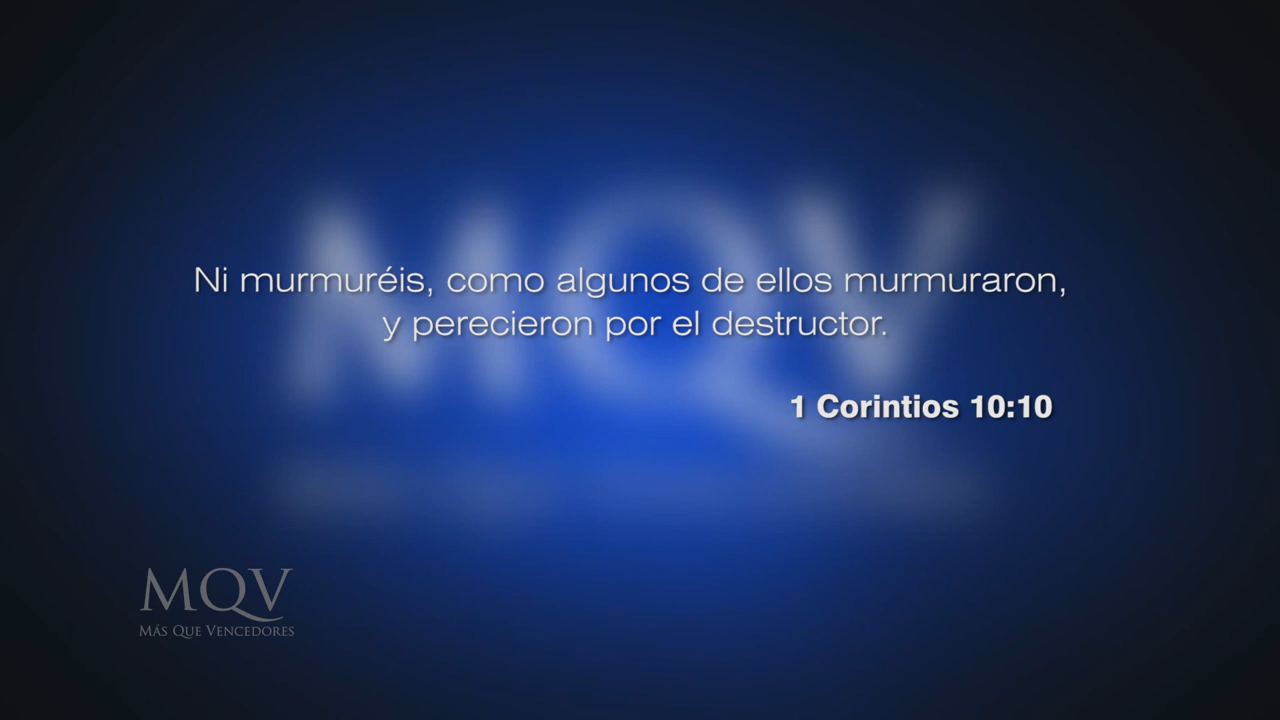 Ni murmuréis, como algunos de ellos murmuraron,
y perecieron por el destructor.
1 Corintios 10:10
MQV
MÁS QUE VENCEDORES